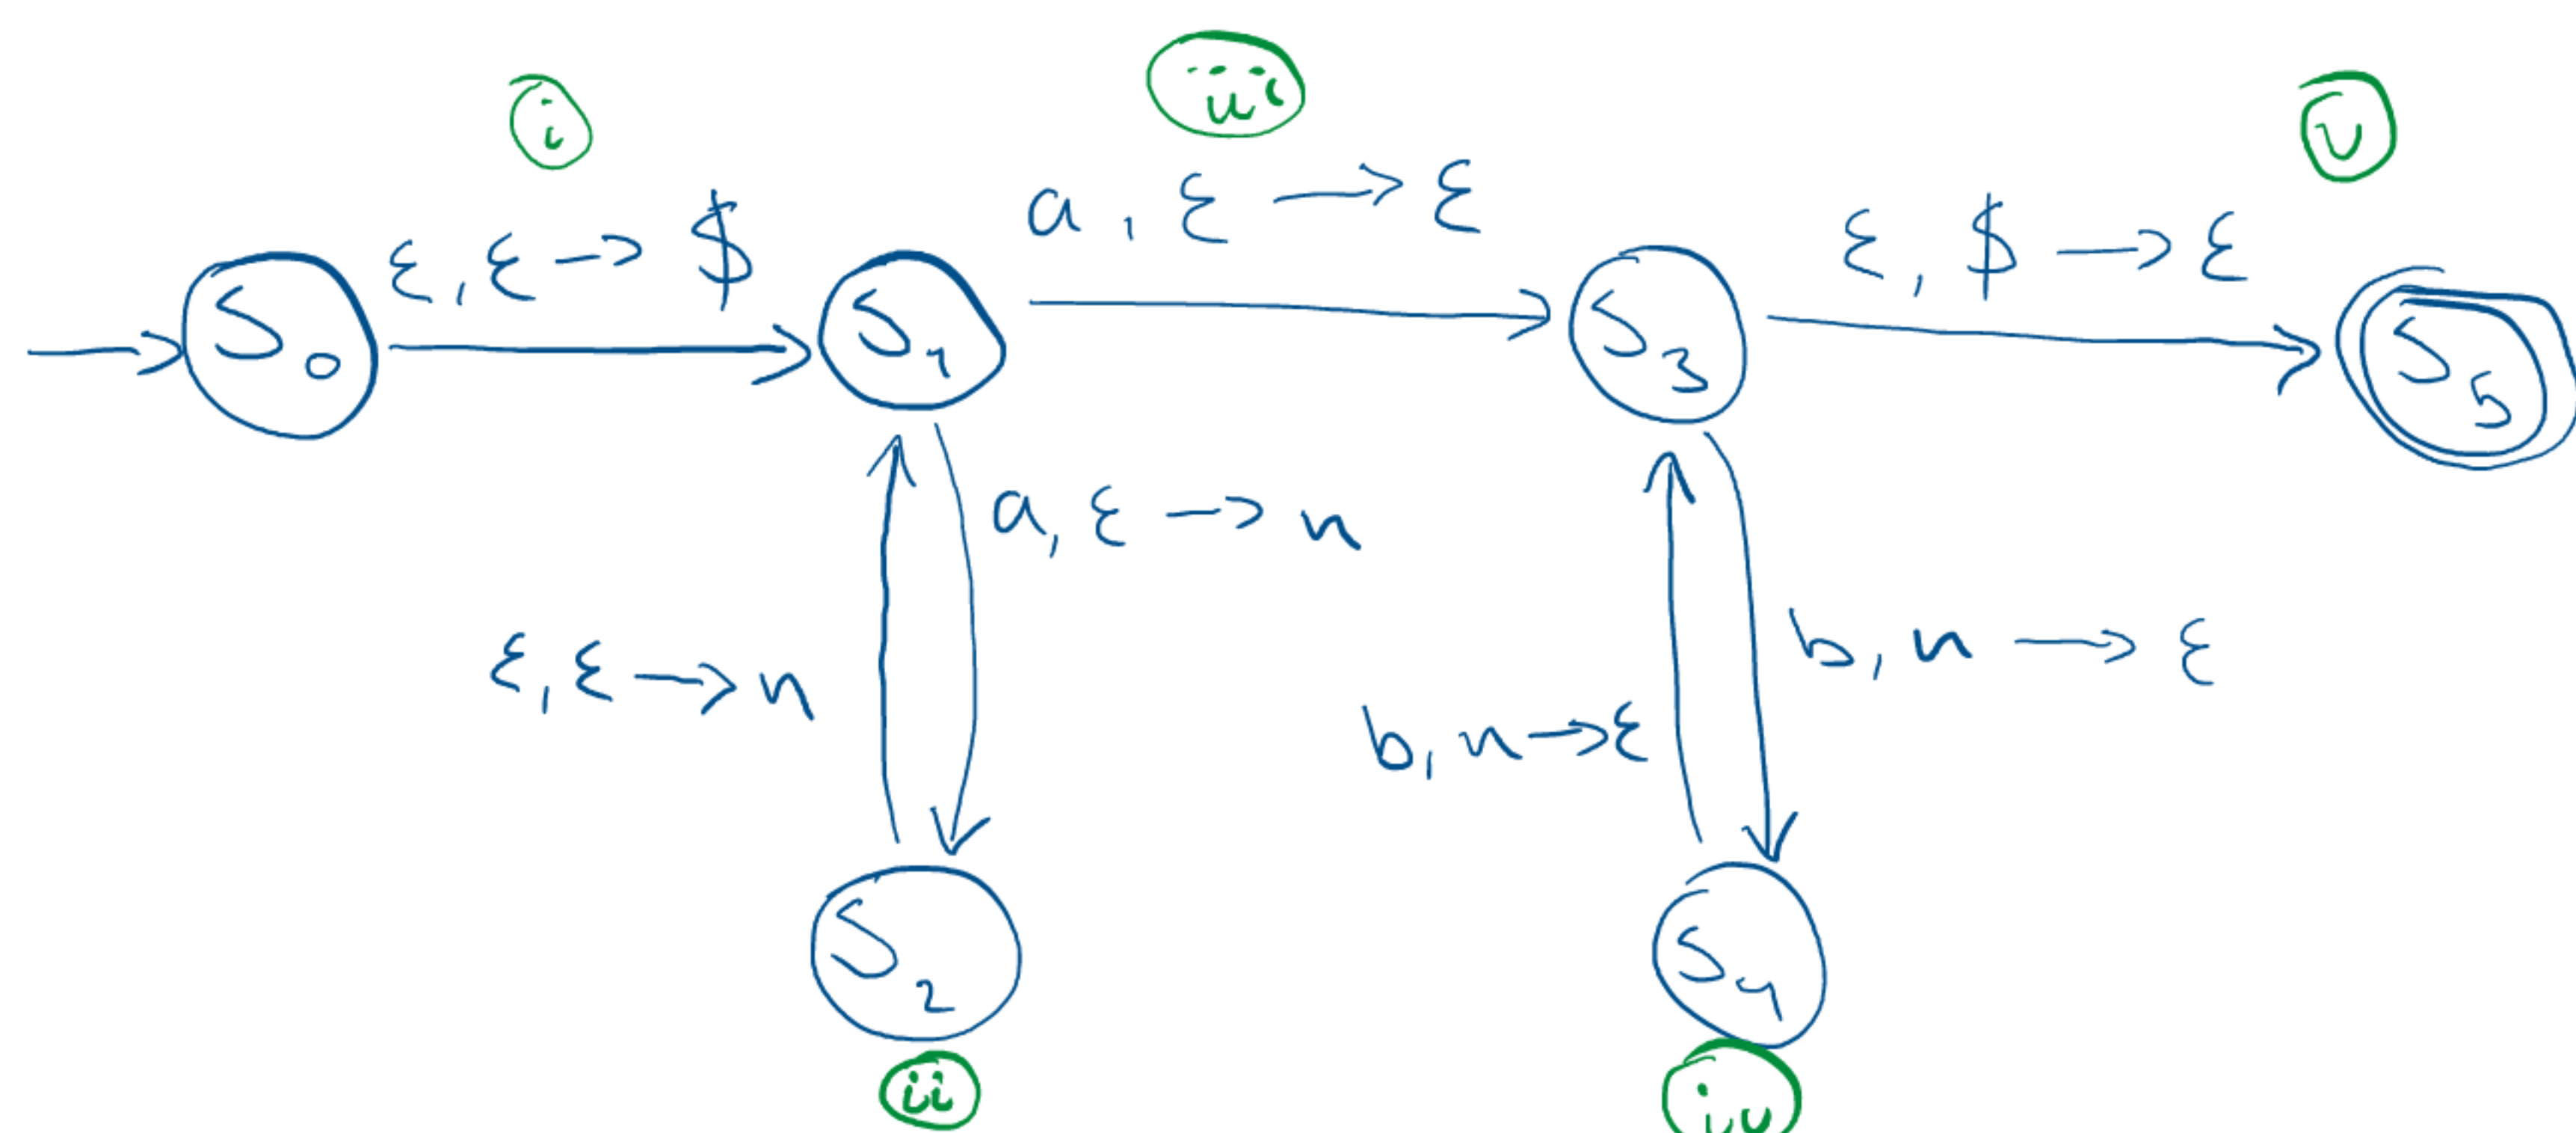 i
iii
v
ε, ε → $
a, ε → ε
ε, $ → ε
S0
S1
S3
S5
a, ε → n
ε, ε → n
b, n → ε
b, n → ε
S2
S4
ii
iv